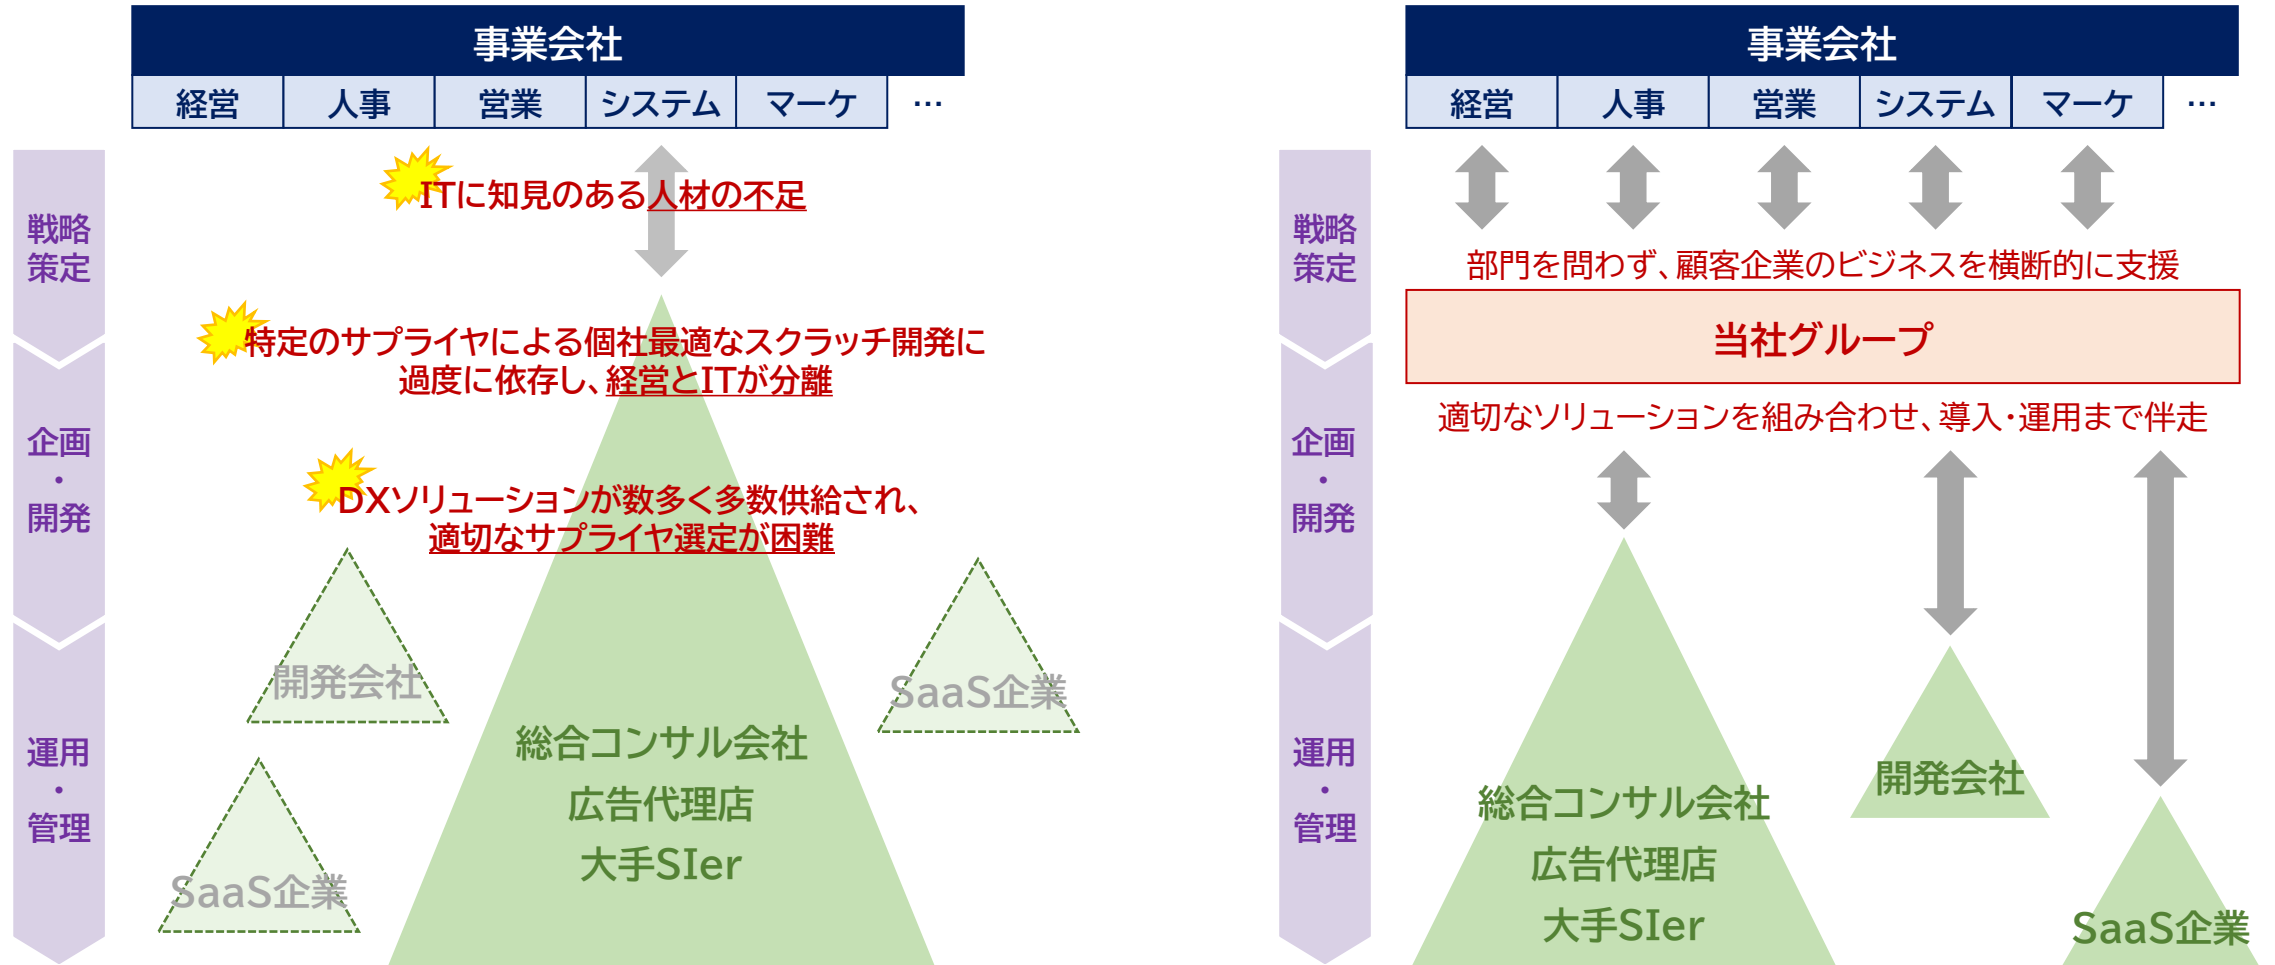 事業会社
経営 人事 営業 システム マーケ …
戦略
策定
企画
・
開発
運用
・
管理
ITに知見のある人材の不足
特定のサプライヤによる個社最適なスクラッチ開発に
過度に依存し、経営とITが分離
DXソリューションが数多く多数供給され、
適切なサプライヤ選定が困難
開発会社
SaaS企業
SaaS企業
総合コンサル会社
広告代理店
大手SIer
事業会社
経営 人事 営業 システム マーケ …
戦略
策定
企画
・
開発
運用
・
管理
部門を問わず、顧客企業のビジネスを横断的に支援
当社グループ
適切なソリューションを組み合わせ、導入・運用まで伴走
総合コンサル会社
広告代理店
大手SIer
開発会社
SaaS企業